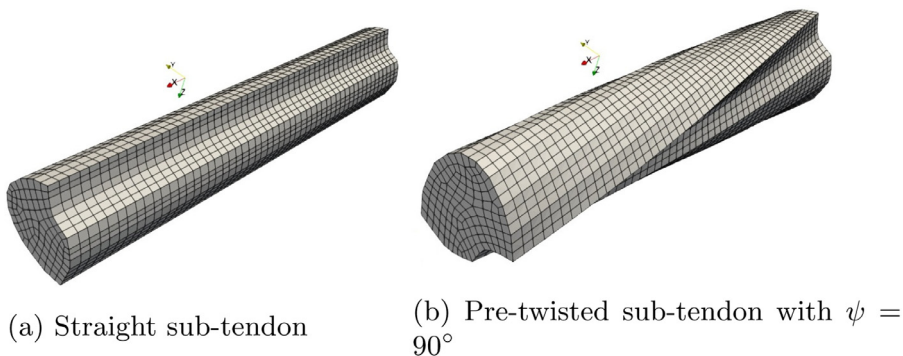 Y
X
Z
Y
X
Z
(a) Straight sub-tendon
(b) Pre-twisted sub-tendon with ψ =
90°